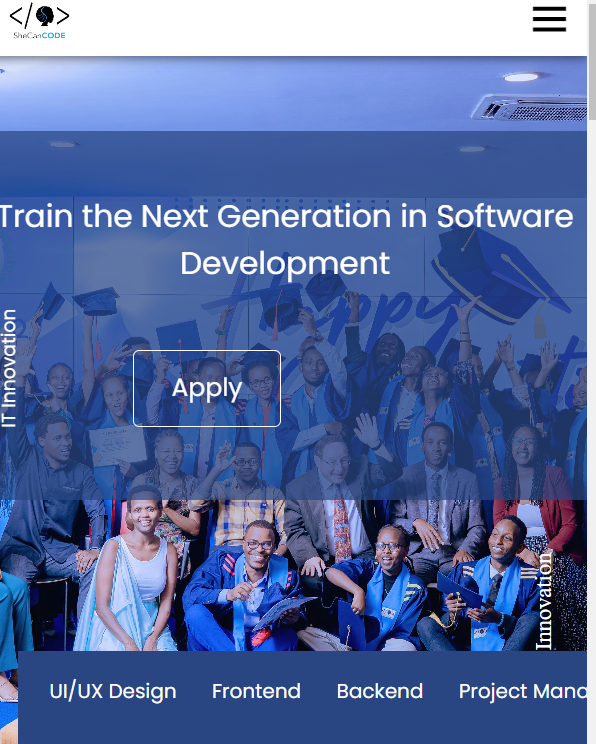 </>
SheCanCODE
Train the Next Generation in Software
Development
Happy
Apply
IT Innovation
Innovation
UI/UX Design Frontend Backend Project Mana